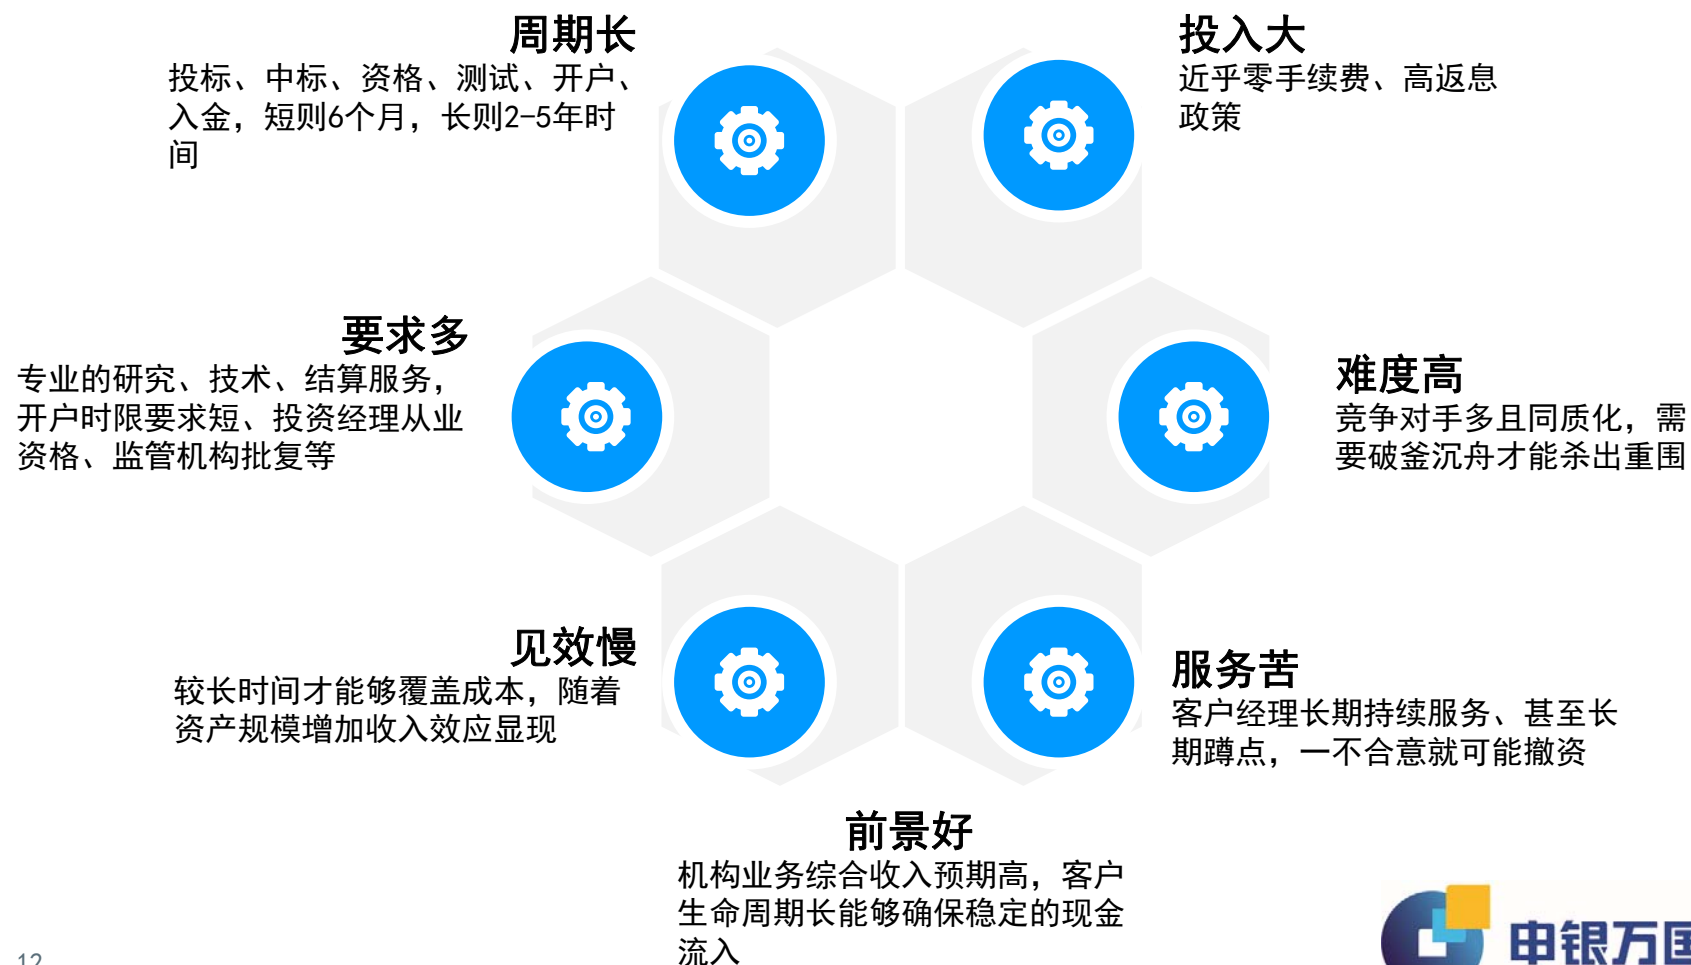 周期长
投标、中标、资格、测试、开户、
入金，短则6个月，长则2-5年时
间
投入大
近乎零手续费、高返息
政策
要求多
专业的研究、技术、结算服务，
开户时限要求短、投资经理从业
资格、监管机构批复等
难度高
竞争对手多且同质化，需
要破釜沉舟才能杀出重围
见效慢
较长时间才能够覆盖成本，随着
资产规模增加收入效应显现
服务苦
客户经理长期持续服务、甚至长
期蹲点，一不合意就可能撤资
前景好
机构业务综合收入预期高，客户
生命周期长能够确保稳定的现金
流入
12
申银万国